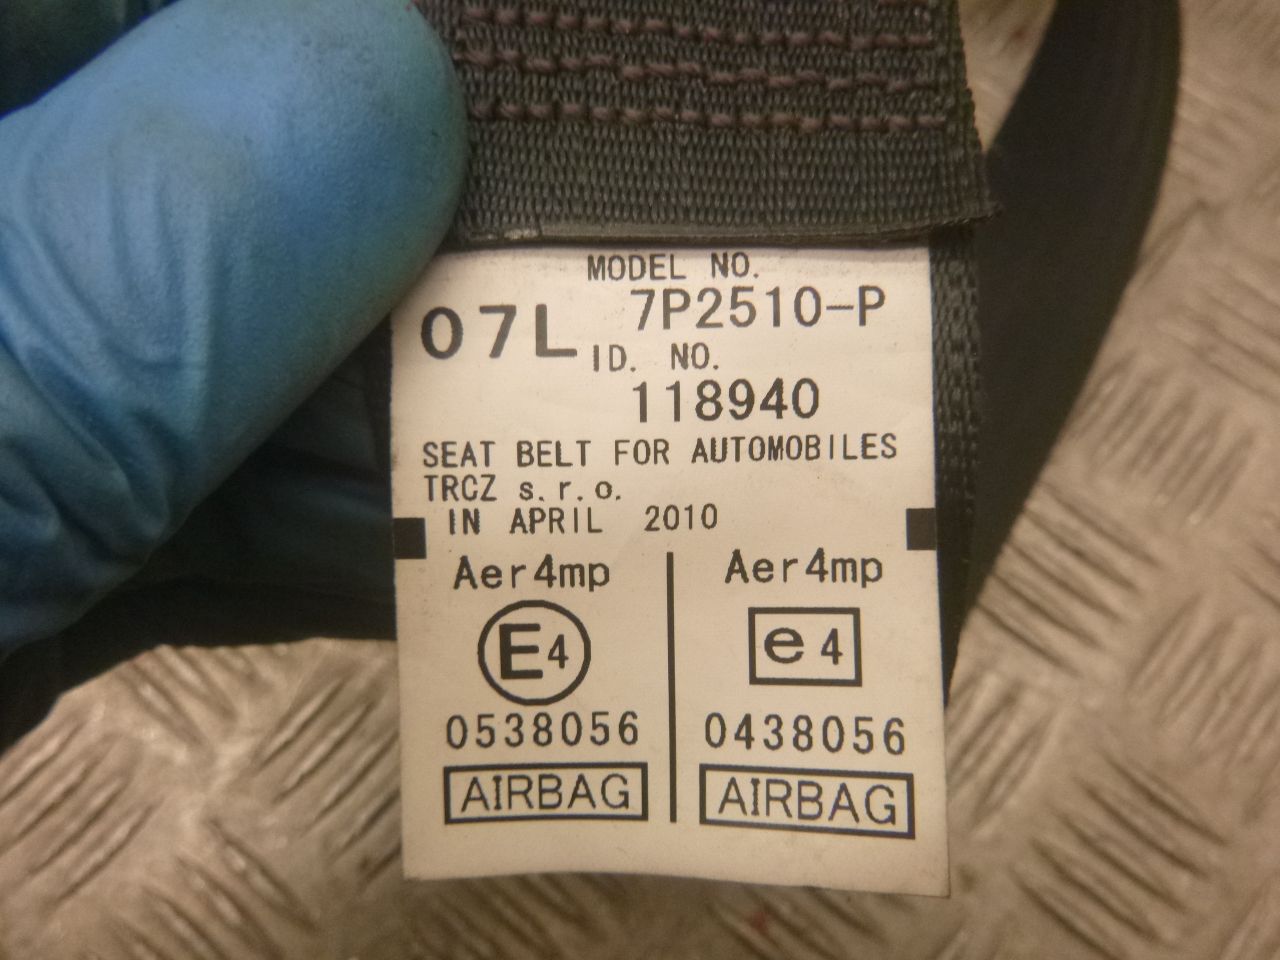 MODEL NO.
07L 7P2510-P
ID. NO.
118940
SEAT BELT FOR AUTOMOBILES
TRCZ s.r.o.
IN APRIL 2010
Aer4mp Aer4mp
E4 e4
0538056 0438056
AIRBAG AIRBAG